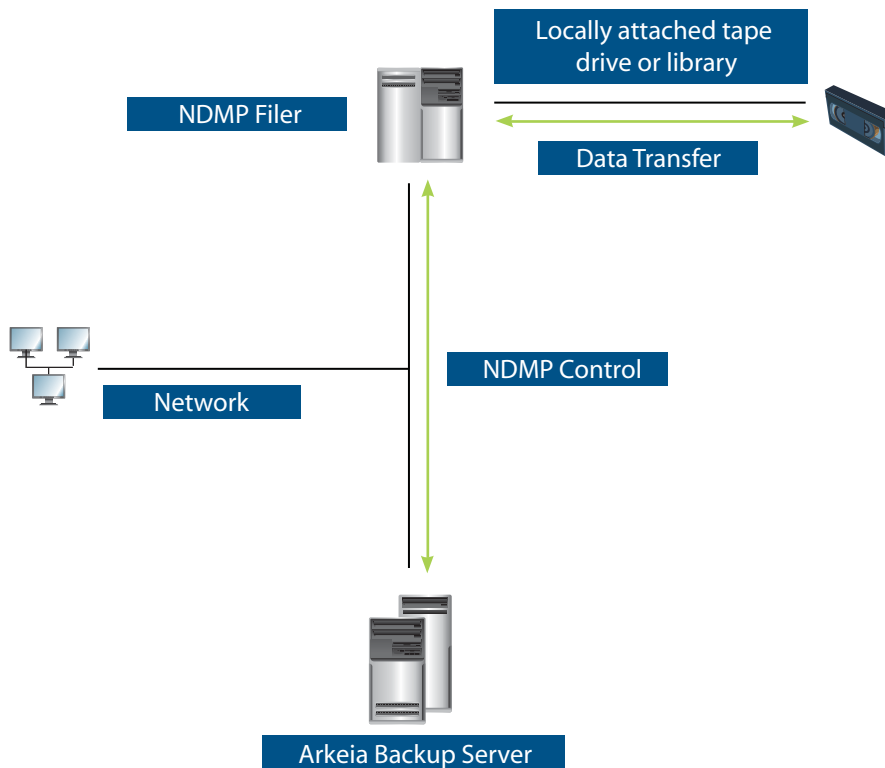 Locally attached tape
drive or library
NDMP Filer
Data Transfer
NDMP Control
Network
Arkeia Backup Server